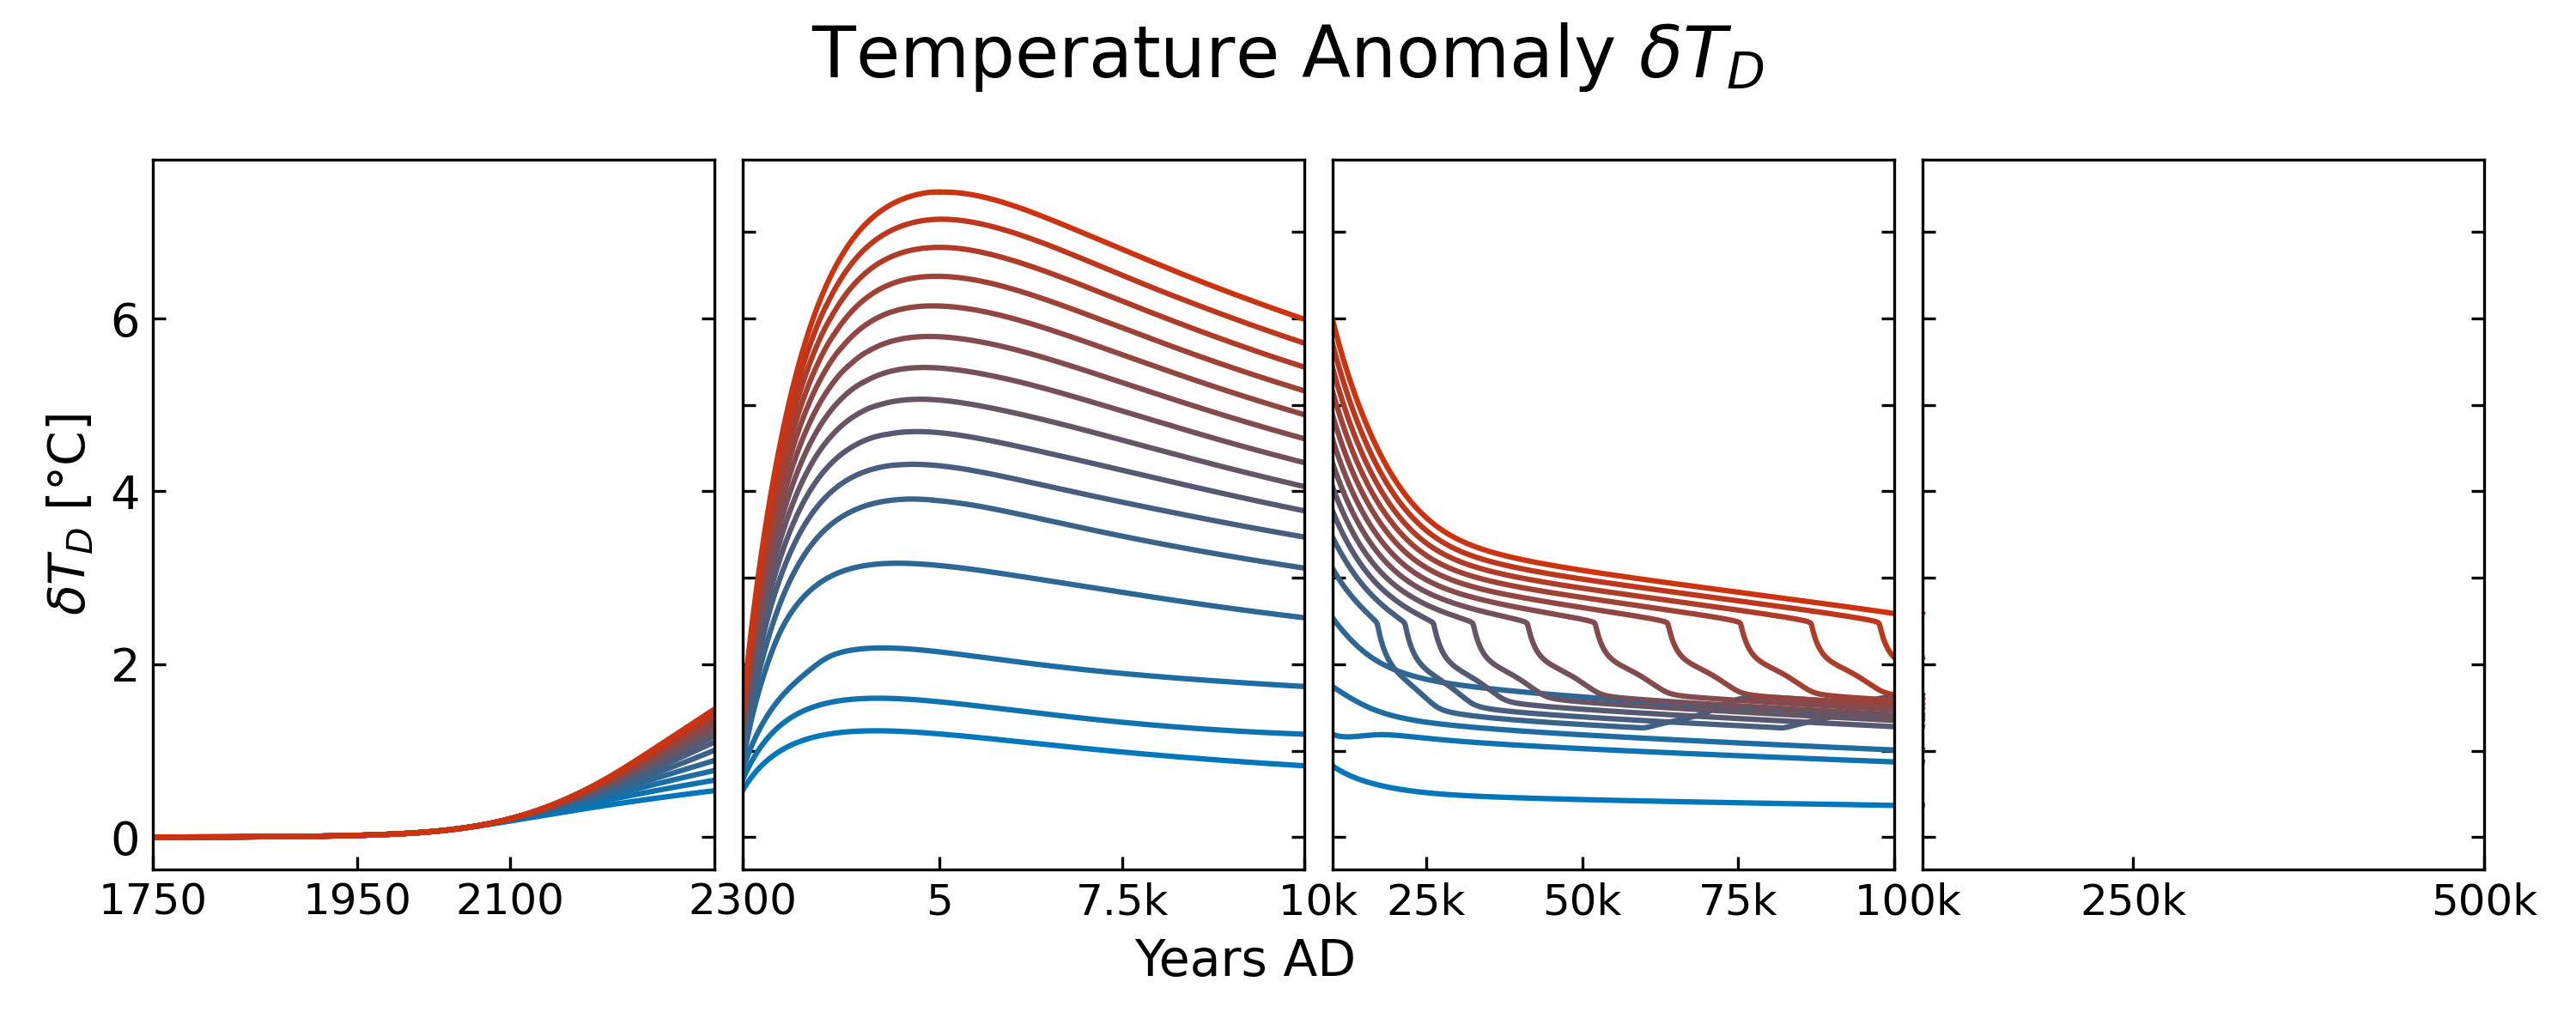 Temperature Anomaly δT_D
δT_D [°C]
6
4
2
0
1750 1950 2100 2300 5 7.5k 10k 25k 50k 75k 100k 250k 500k
Years AD